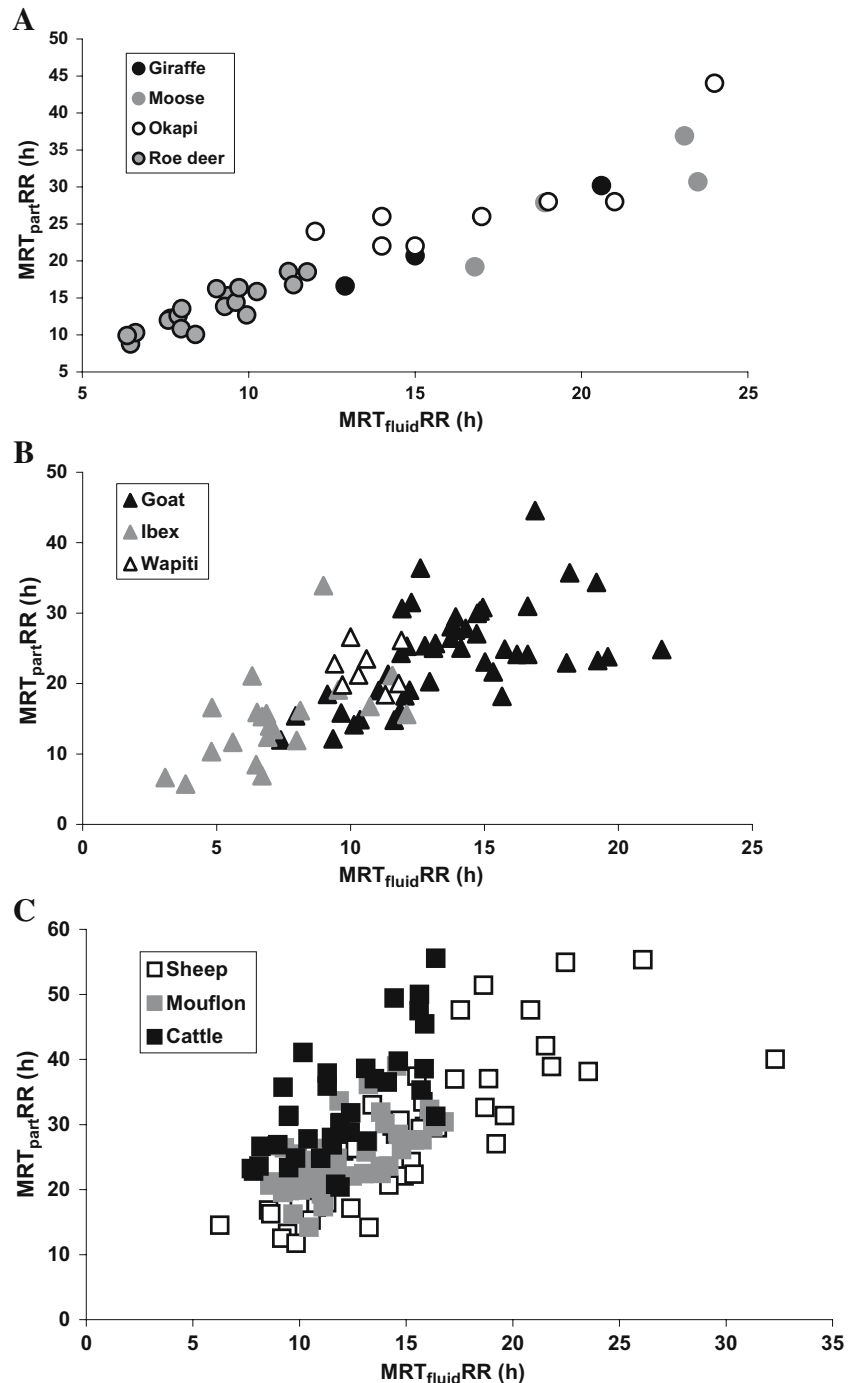 A
50
45
40
35
30
25
20
15
10
5
MRTpartRR (h)
Giraffe
Moose
Okapi
Roe deer
5 10 15 20 25
MRTfluidRR (h)
B
50
40
30
20
10
0
MRTpartRR (h)
Goat
Ibex
Wapiti
0 5 10 15 20 25
MRTfluidRR (h)
C
60
50
40
30
20
10
0
MRTpartRR (h)
Sheep
Mouflon
Cattle
0 5 10 15 20 25 30 35
MRTfluidRR (h)